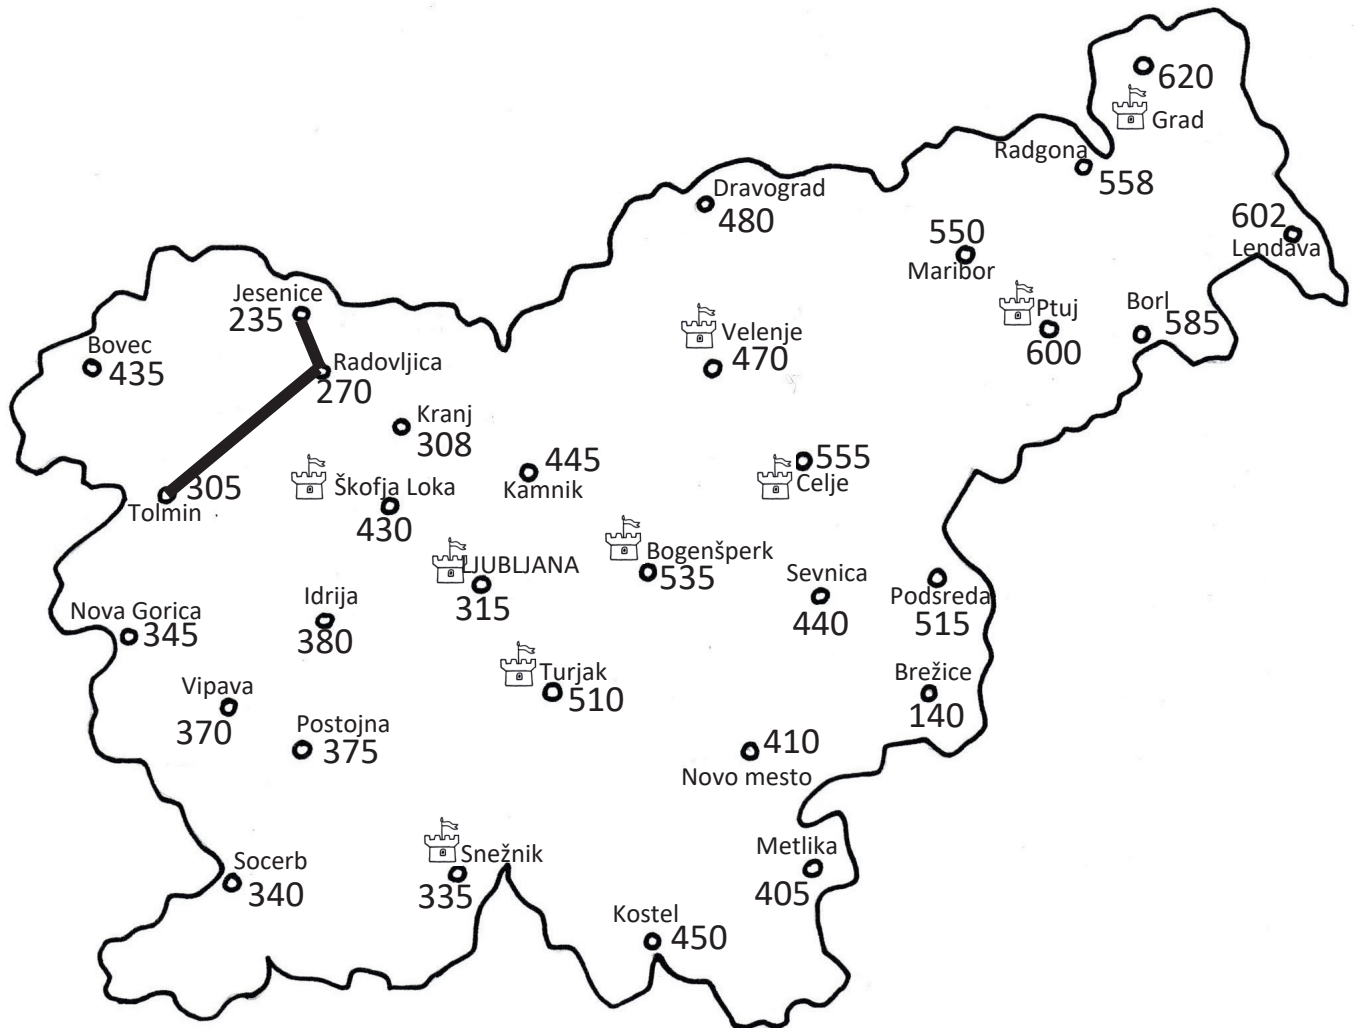 620
Grad
Radgona
558
Dravograd
480
602
Lendava
550
Maribor
Jesenice
235
Ptuj
600
Borl
585
Bovec
435
Velenje
470
Radovljica
270
Kranj
308
445
Kamnik
555
Celje
305
Tolmin
Škofja Loka
430
LJUBLJANA
315
Bogenšperk
535
Sevnica
440
Podsreda
515
Nova Gorica
345
Idrija
380
Turjak
510
Brežice
140
Vipava
370
Postojna
375
410
Novo mesto
Snežnik
335
Metlika
405
Socerb
340
Kostel
450